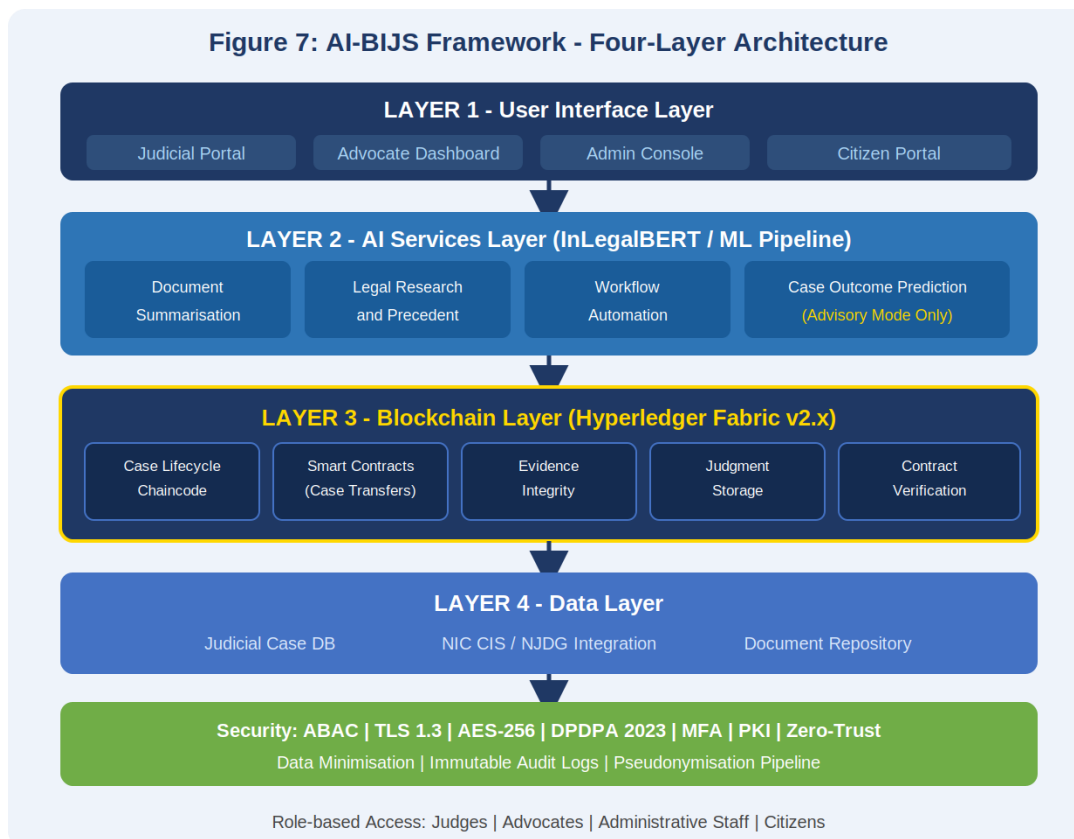 Figure 7: AI-BIJS Framework - Four-Layer Architecture
LAYER 1 - User Interface Layer
Judicial Portal
Advocate Dashboard
Admin Console
Citizen Portal
LAYER 2 - AI Services Layer (InLegalBERT / ML Pipeline)
Document
Summarisation
Legal Research
and Precedent
Workflow
Automation
Case Outcome Prediction
(Advisory Mode Only)
LAYER 3 - Blockchain Layer (Hyperledger Fabric v2.x)
Case Lifecycle
Chaincode
Smart Contracts
(Case Transfers)
Evidence
Integrity
Judgment
Storage
Contract
Verification
LAYER 4 - Data Layer
Judicial Case DB
NIC CIS / NJDG Integration
Document Repository
Security: ABAC | TLS 1.3 | AES-256 | DPDPA 2023 | MFA | PKI | Zero-Trust
Data Minimisation | Immutable Audit Logs | Pseudonymisation Pipeline
Role-based Access: Judges | Advocates | Administrative Staff | Citizens